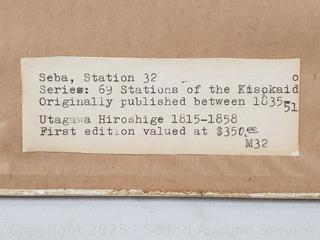 Seba, Station 32 o
Series: 69 Stations of the Kisokaid
Originally published between 1835-51
Utagawa Hiroshige 1815-1858
First edition valued at $350.00
M32
Copyright 2025 - Sound Auction Service